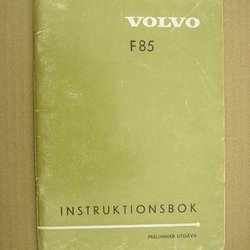 VOLVO
F85
INSTRUKTIONSBOK
PRELIMINÄR UTGÅVA